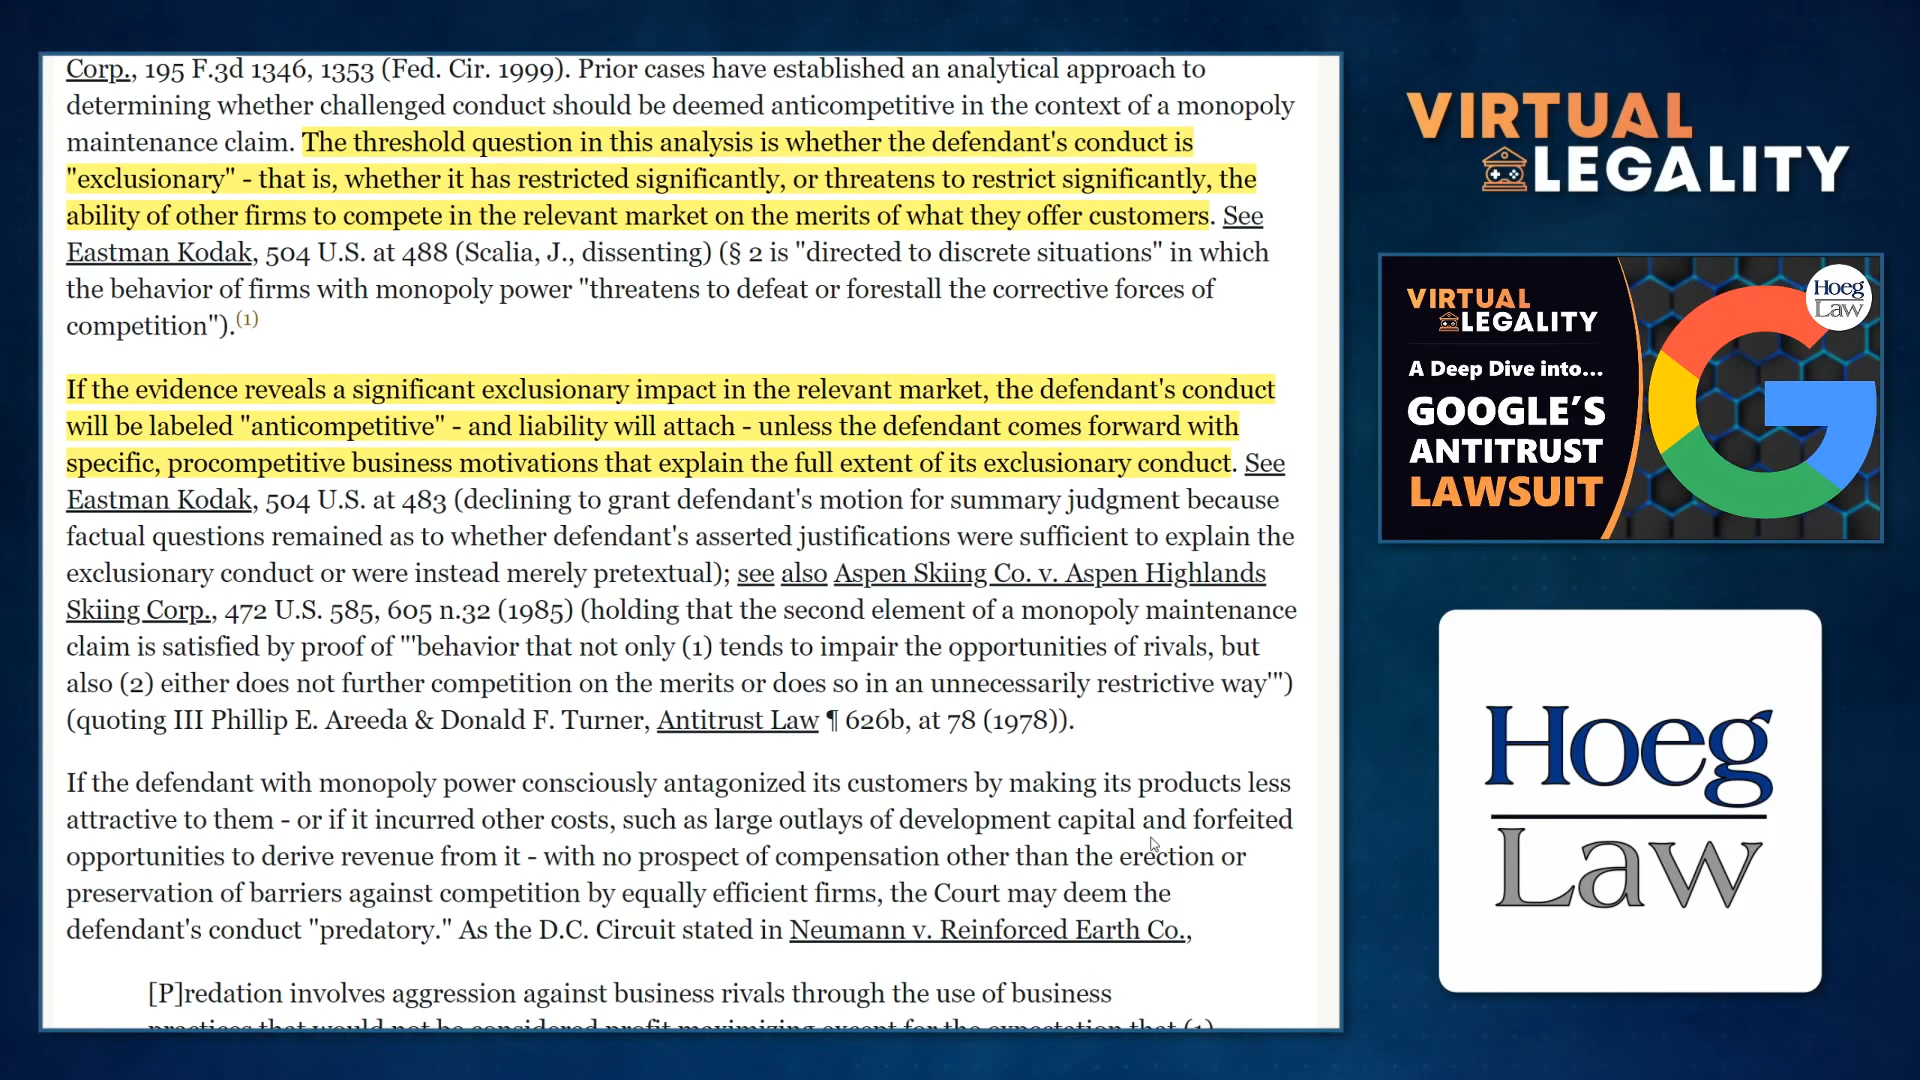 Corp., 195 F.3d 1346, 1353 (Fed. Cir. 1999). Prior cases have established an analytical approach to
determining whether challenged conduct should be deemed anticompetitive in the context of a monopoly
maintenance claim. The threshold question in this analysis is whether the defendant's conduct is
"exclusionary" - that is, whether it has restricted significantly, or threatens to restrict significantly, the
ability of other firms to compete in the relevant market on the merits of what they offer customers. See
Eastman Kodak, 504 U.S. at 488 (Scalia, J., dissenting) (§ 2 is "directed to discrete situations" in which
the behavior of firms with monopoly power "threatens to defeat or forestall the corrective forces of
competition").(1)
If the evidence reveals a significant exclusionary impact in the relevant market, the defendant's conduct
will be labeled "anticompetitive" - and liability will attach - unless the defendant comes forward with
specific, procompetitive business motivations that explain the full extent of its exclusionary conduct. See
Eastman Kodak, 504 U.S. at 483 (declining to grant defendant's motion for summary judgment because
factual questions remained as to whether defendant's asserted justifications were sufficient to explain the
exclusionary conduct or were instead merely pretextual); see also Aspen Skiing Co. v. Aspen Highlands
Skiing Corp., 472 U.S. 585, 605 n.32 (1985) (holding that the second element of a monopoly maintenance
claim is satisfied by proof of "'behavior that not only (1) tends to impair the opportunities of rivals, but
also (2) either does not further competition on the merits or does so in an unnecessarily restrictive way'")
(quoting III Phillip E. Areeda & Donald F. Turner, Antitrust Law ¶ 626b, at 78 (1978)).
If the defendant with monopoly power consciously antagonized its customers by making its products less
attractive to them - or if it incurred other costs, such as large outlays of development capital and forfeited
opportunities to derive revenue from it - with no prospect of compensation other than the erection or
preservation of barriers against competition by equally efficient firms, the Court may deem the
defendant's conduct "predatory." As the D.C. Circuit stated in Neumann v. Reinforced Earth Co.,
[P]redation involves aggression against business rivals through the use of business
practices that would not be considered profit maximizing except for the expectation that (1)
VIRTUAL
LEGALITY
VIRTUAL
LEGALITY
A Deep Dive into...
GOOGLE'S
ANTITRUST
LAWSUIT
Hoeg
Law
Hoeg
Law